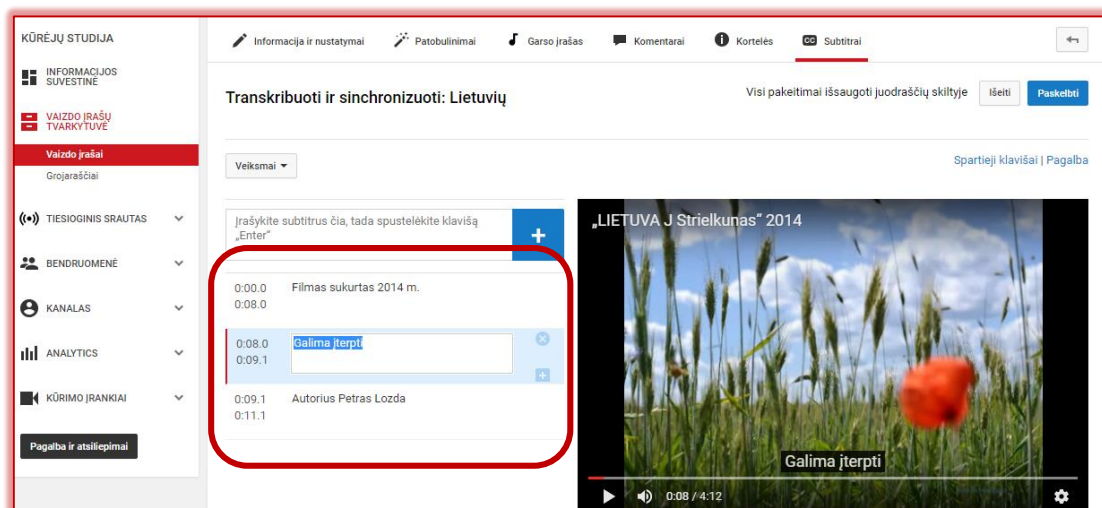 KŪRĖJŲ STUDIJA
Informacija ir nustatymai
Patobulinimai
Garso įrašas
Komentarai
Kortelės
CC Subtitrai
INFORMACIJOS
SUVESTINĖ
VAIZDO ĮRAŠŲ
TVARKYTUVĖ
Vaizdo įrašai
Grojaraščiai
TIESIOGINIS SRAUTAS
BENDRUOMENĖ
KANALAS
ANALYTICS
KŪRIMO ĮRANKIAI
Pagalba ir atsiliepimai
Transkribuoti ir sinchronizuoti: Lietuvių
Visi pakeitimai išsaugoti juodraščių skiltyje
Išeiti
Paskelbti
Veiksmai
Spartieji klavišai | Pagalba
Įrašykite subtitrus čia, tada spustelėkite klavišą
„Enter“
+
0:00.0 Filmas sukurtas 2014 m.
0:08.0
0:08.0 Galima įterpti
0:09.1
0:09.1 Autorius Petras Lozda
0:11.1
„LIETUVA J Strielkunas“ 2014
Galima įterpti
0:08 / 4:12